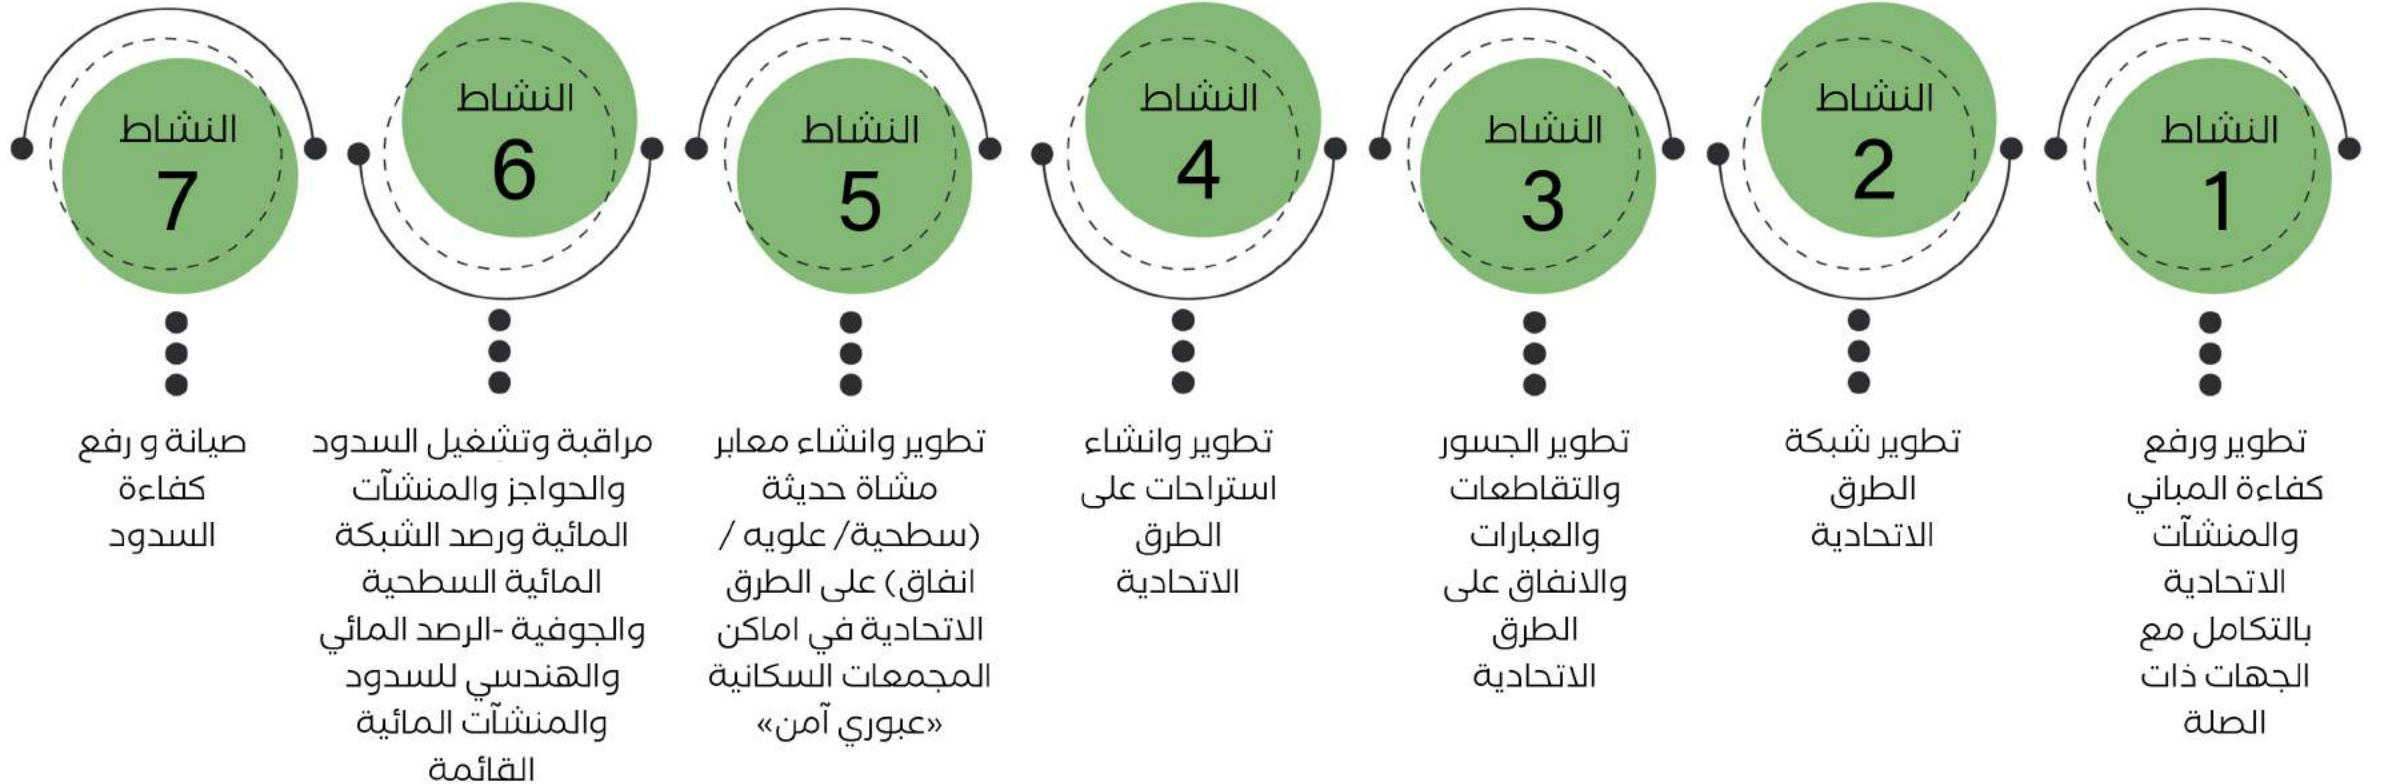 النشاط
1
تطوير ورفع
كفاءة المباني
والمنشآت
الاتحادية
بالتكامل مع
الجهات ذات
الصلة
النشاط
2
تطوير شبكة
الطرق
الاتحادية
النشاط
3
تطوير الجسور
والتقاطعات
والعبارات
والانفاق على
الطرق
الاتحادية
النشاط
4
تطوير وانشاء
استراحات على
الطرق
الاتحادية
النشاط
5
تطوير وانشاء معابر
مشاة حديثة
(سطحية/ علويه /
انفاق) على الطرق
الاتحادية في اماكن
المجمعات السكانية
«عبوري آمن»
النشاط
6
مراقبة وتشغيل السدود
والحواجز والمنشآت
المائية ورصد الشبكة
المائية السطحية
والجوفية -الرصد المائي
والهندسي للسدود
والمنشآت المائية
القائمة
النشاط
7
صيانة و رفع
كفاءة
السدود